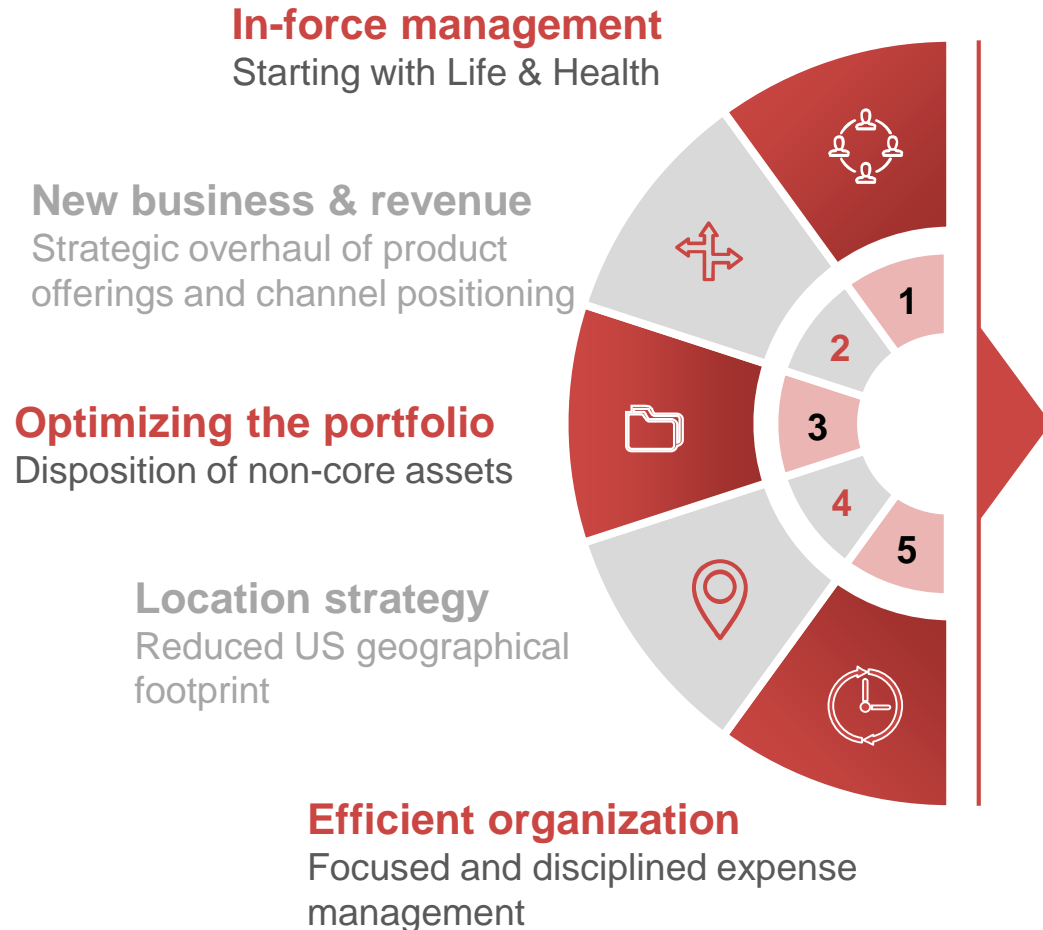 In-force management
Starting with Life & Health
New business & revenue
Strategic overhaul of product
offerings and channel positioning
Optimizing the portfolio
Disposition of non-core assets
Location strategy
Reduced US geographical
footprint
Efficient organization
Focused and disciplined expense
management
1
2
3
4
5